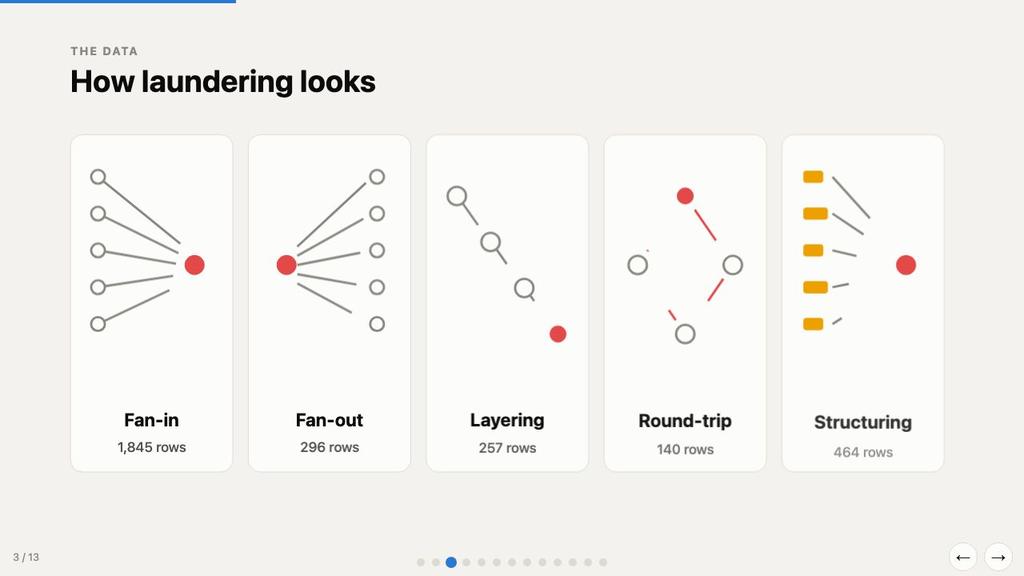 THE DATA
How laundering looks
Fan-in
1,845 rows
Fan-out
296 rows
Layering
257 rows
Round-trip
140 rows
Structuring
464 rows
3 / 13
← →